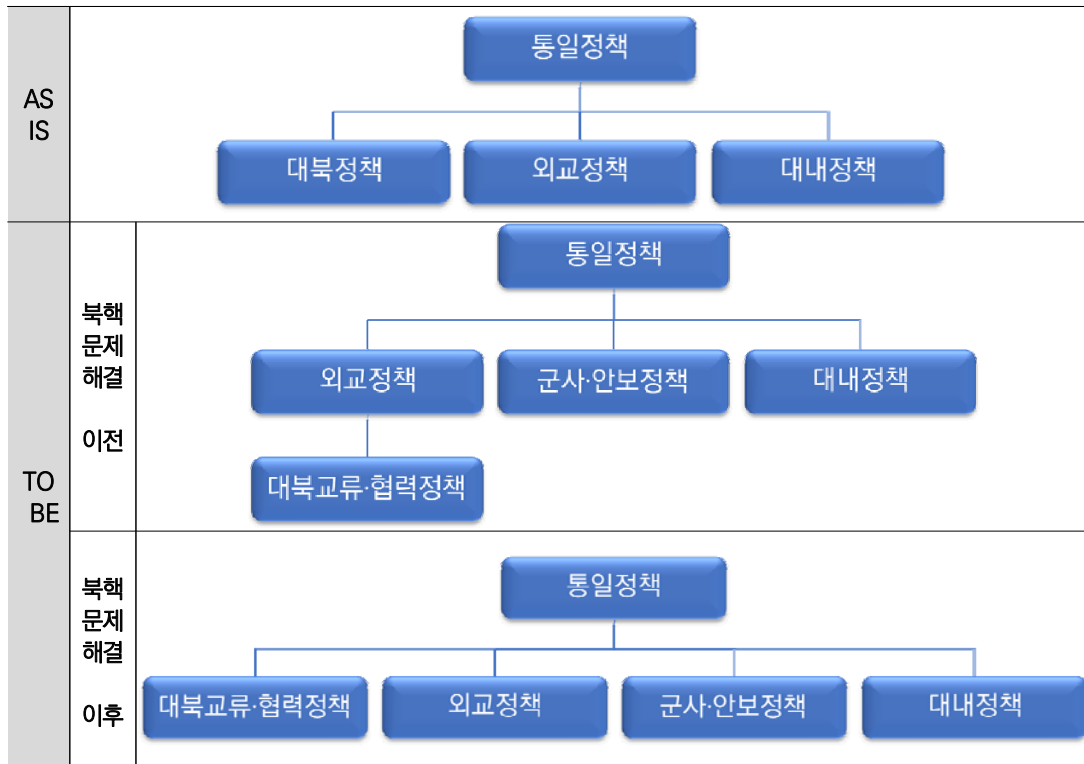 AS
IS
통일정책
대북정책
외교정책
대내정책
TO
BE
북핵
문제
해결
이전
통일정책
외교정책
군사·안보정책
대내정책
대북교류·협력정책
북핵
문제
해결
이후
통일정책
대북교류·협력정책
외교정책
군사·안보정책
대내정책